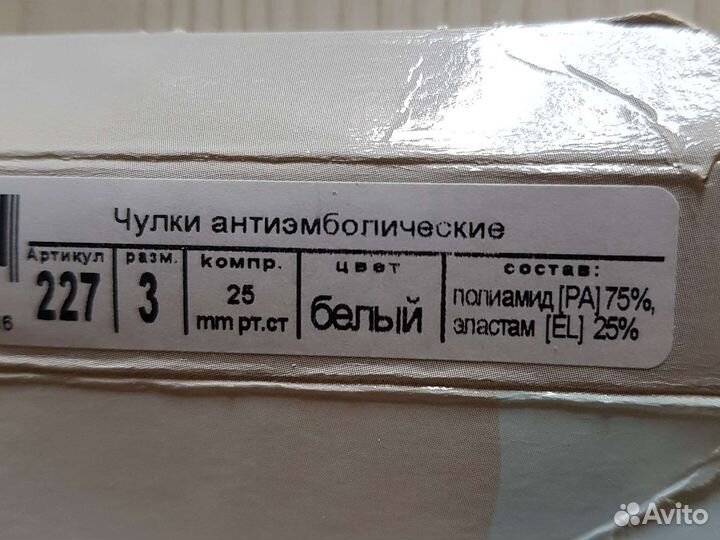 Чулки антиэмболические
Артикул разм. компр. цвет состав:
227 3 25 белый полиамид [PA] 75%,
mm рт.ст эластам [EL] 25%
6
Avito